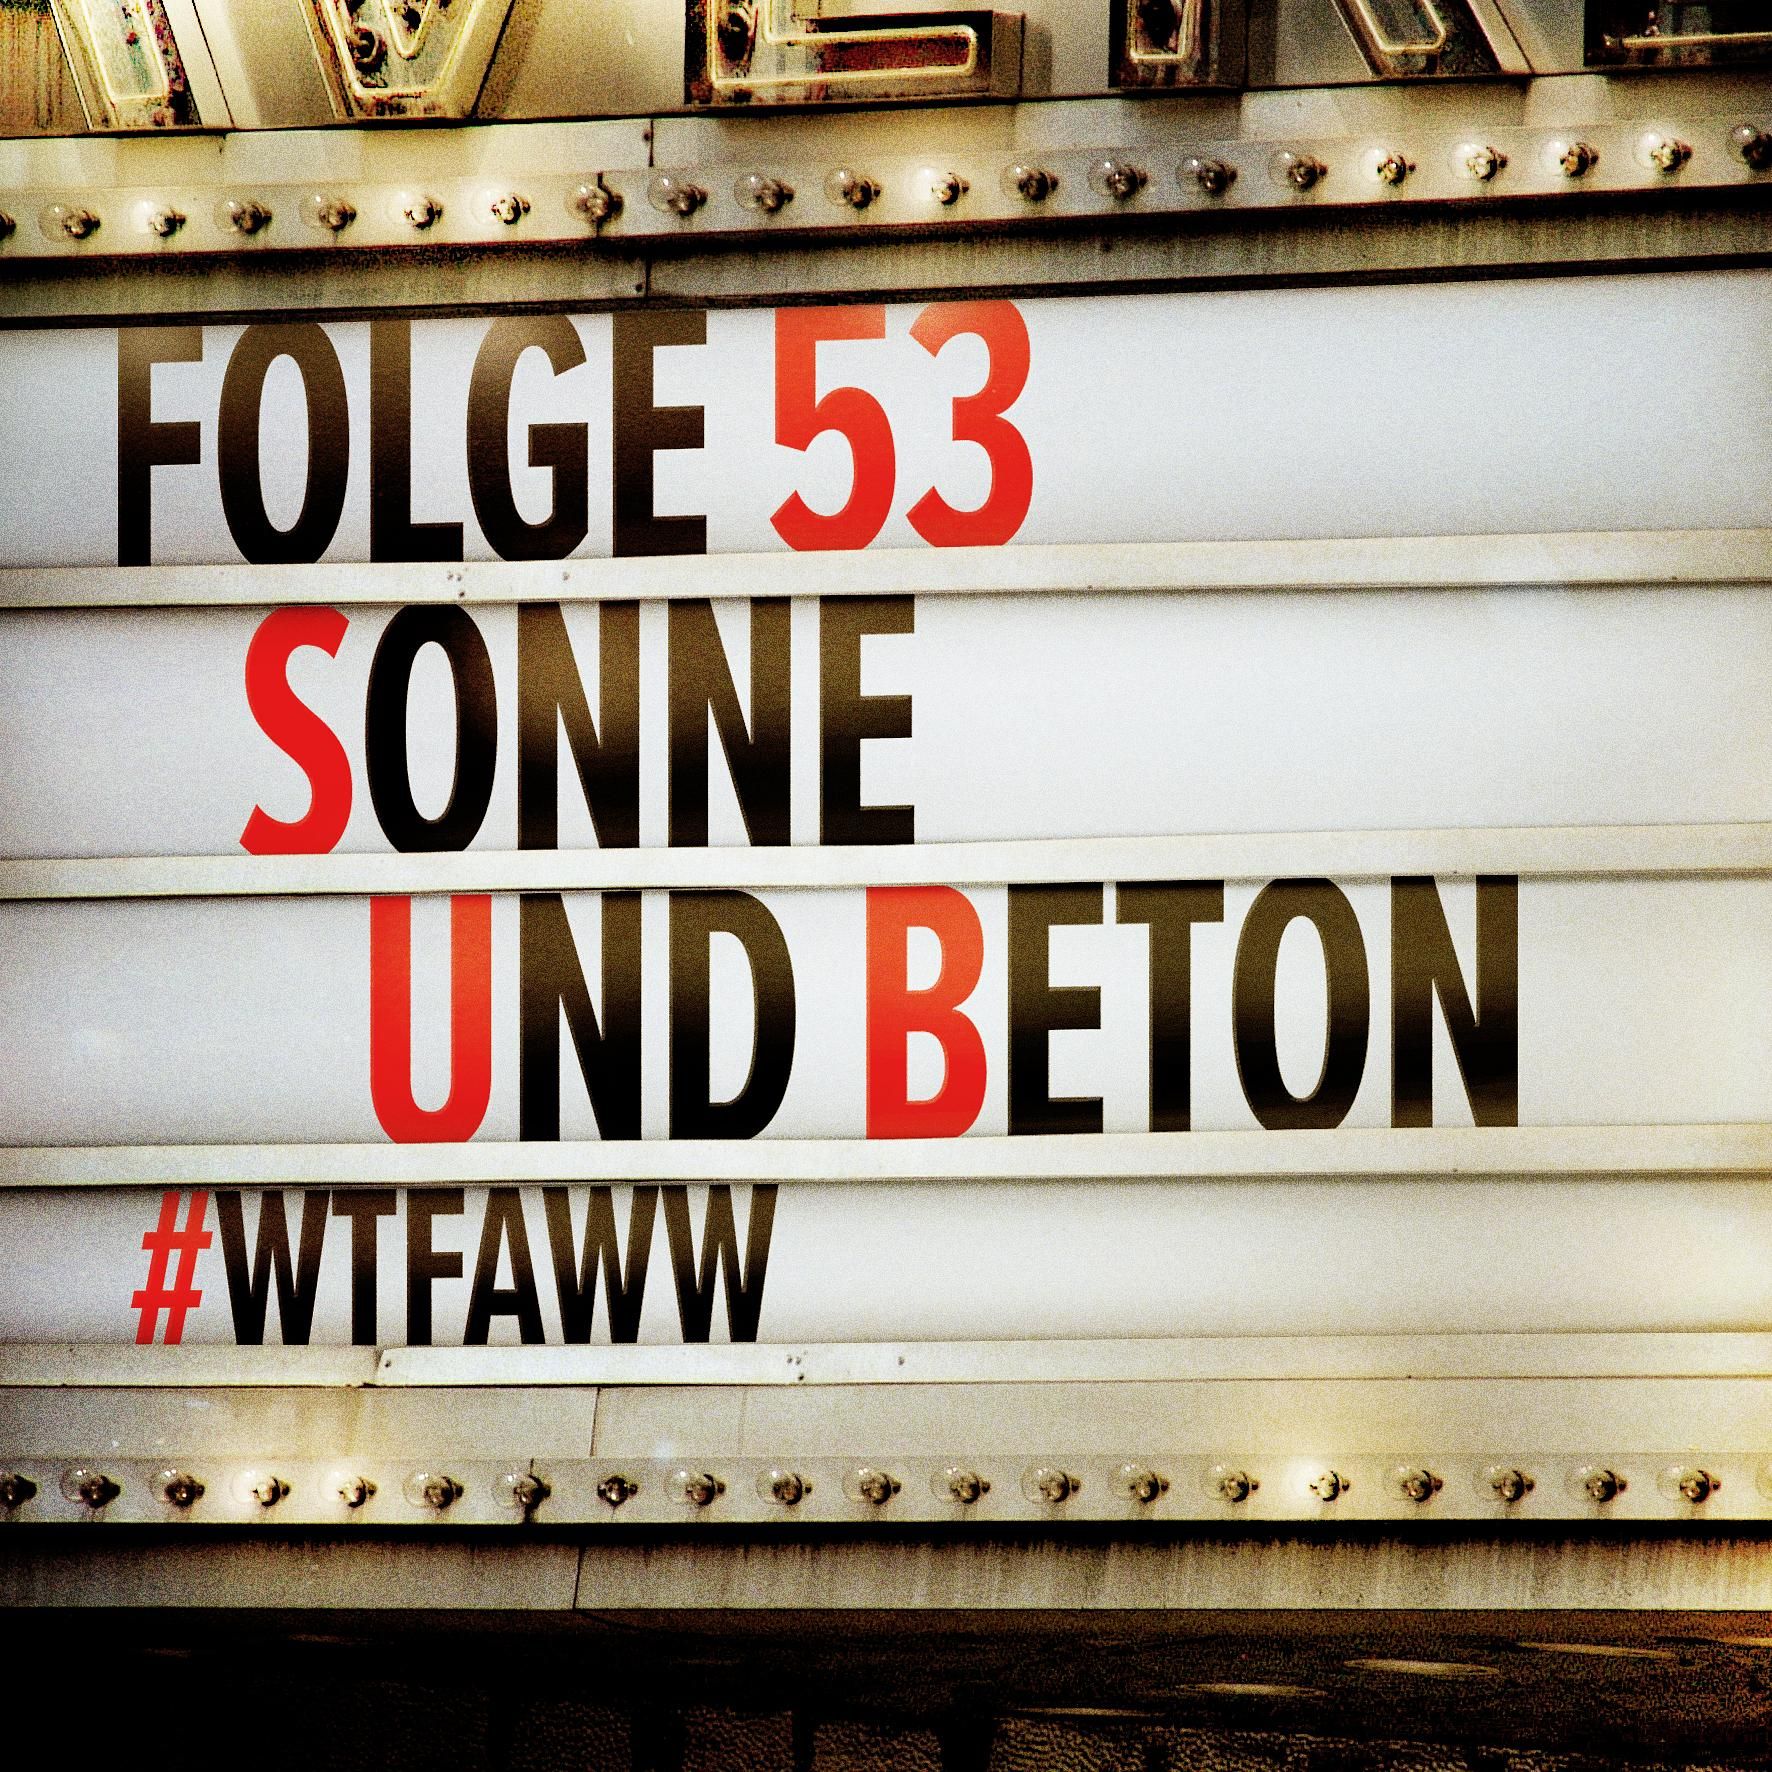 FOLGE 53
SONNE
UND BETON
#WTFAWW